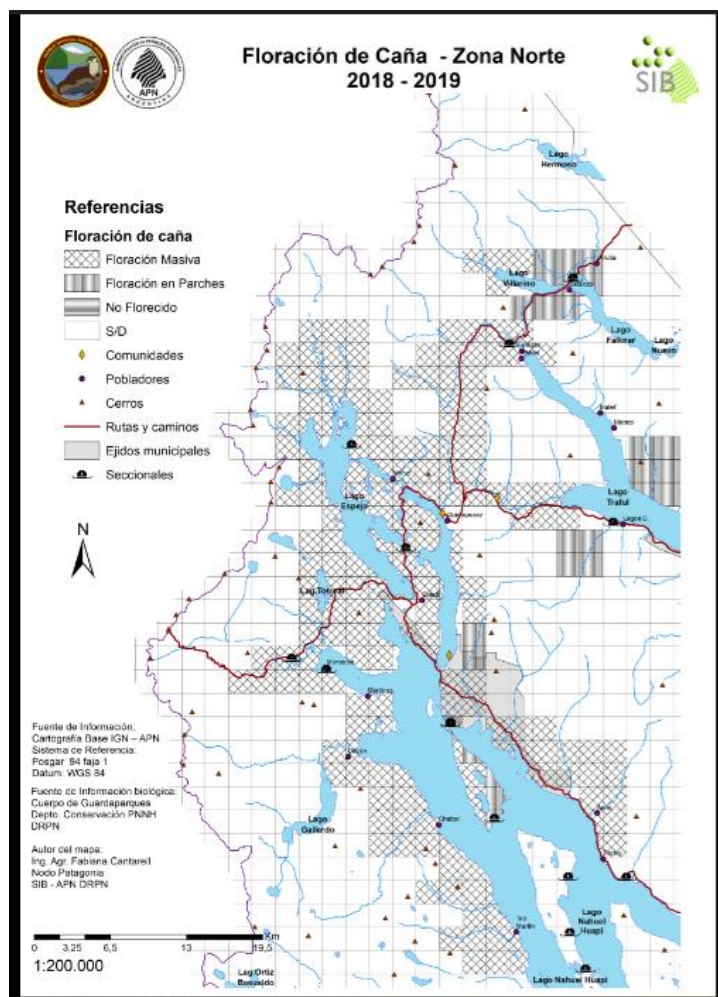 Floración de Caña - Zona Norte
2018 - 2019
APN
ARGENTINA
SIB
Referencias
Floración de caña
Floración Masiva
Floración en Parches
No Florecido
S/D
Comunidades
Pobladores
Cerros
Rutas y caminos
Ejidos municipales
Seccionales
N
Lago
Hermoso
Lago
Villarino
Lago
Falkner
Lago
Nuevo
Lago
Traful
Lago
Espejo
Lag.Totoral
Lago
Gallardo
Lago
Nahuel
Huapi
Lago Nahuel Huapi
Lag.Ortiz
Basualdo
Fuente de Información:
Cartografía Base IGN – APN
Sistema de Referencia:
Posgar 94 faja 1
Datum: WGS 84
Fuente de Información biológica:
Cuerpo de Guardaparques
Depto. Conservación PNNH
DRPN
Autor del mapa:
Ing. Agr. Fabiana Cantarell
Nodo Patagonia
SIB - APN DRPN
0 3,25 6,5 13 19,5 Km
1:200.000